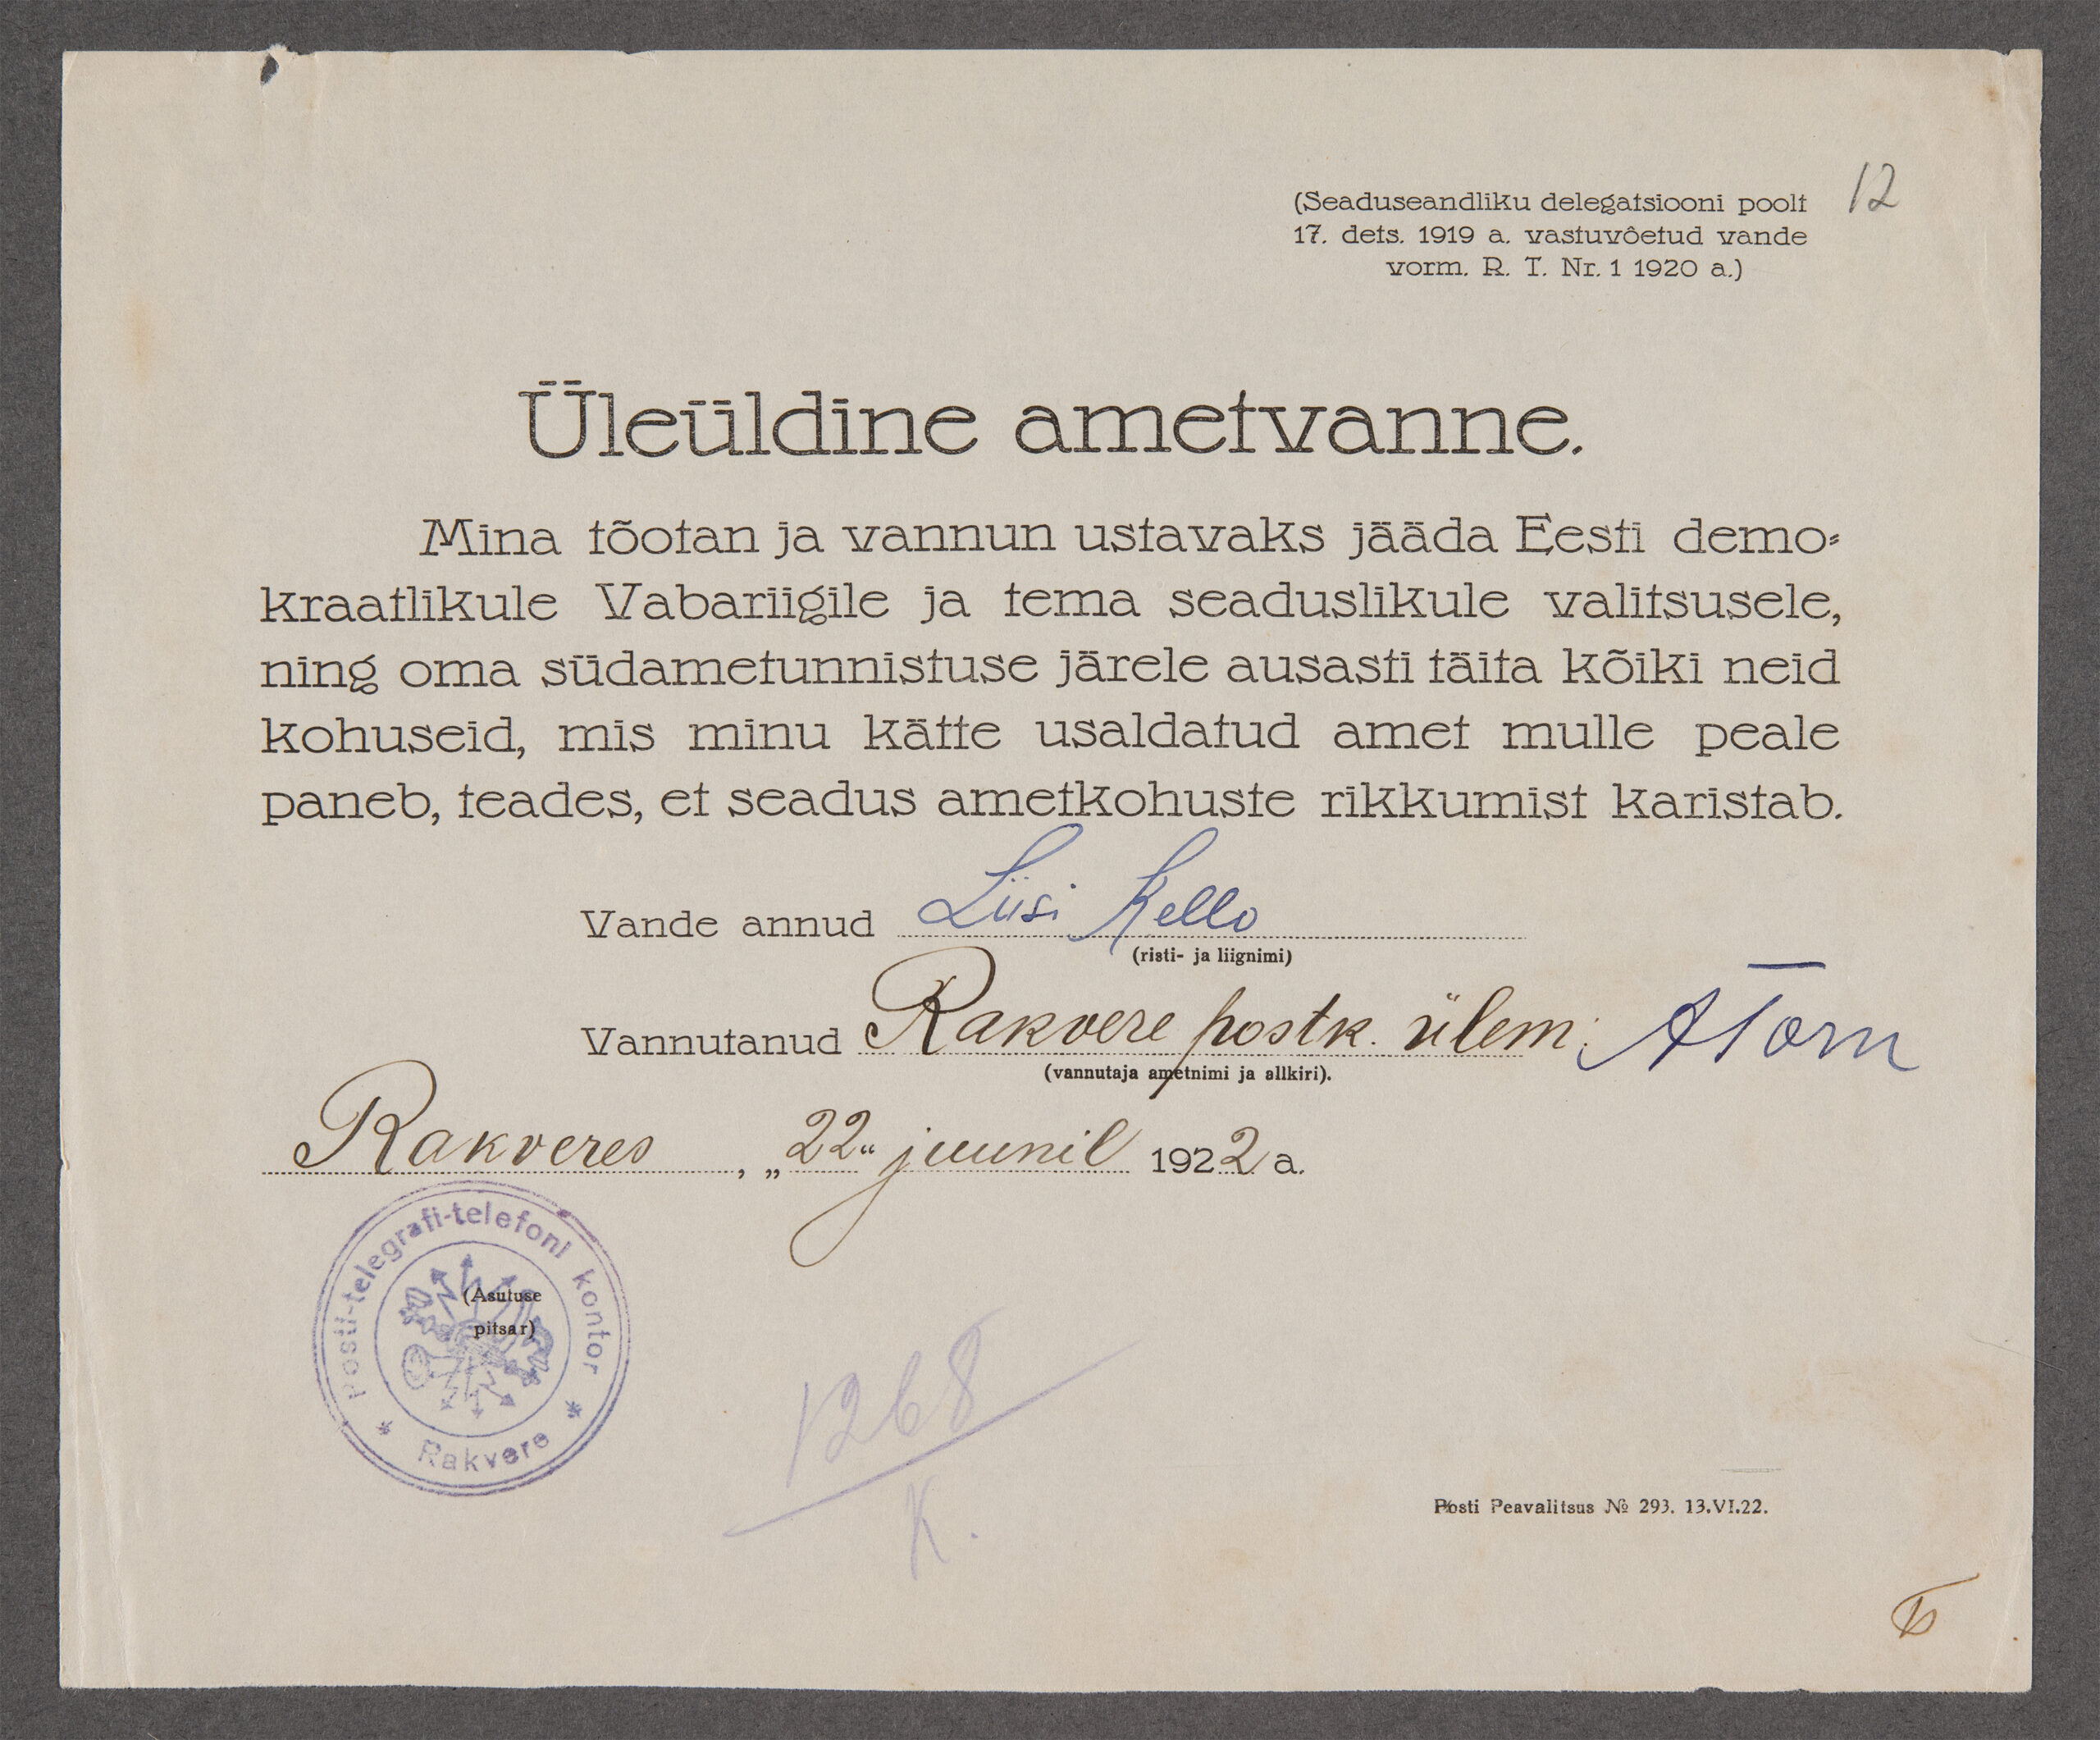 (Seaduseandliku delegatsiooni poolt
17. dets. 1919 a. vastuvôetud vande
vorm. R. T. Nr. 1 1920 a.)
12
Üleüldine ametvanne.
Mina tõotan ja vannun ustavaks jääda Eesti demo-
kraatlikule Vabariigile ja tema seaduslikule valitsusele,
ning oma südametunnistuse järele ausasti täita kõiki neid
kohuseid, mis minu kätte usaldatud amet mulle peale
paneb, teades, et seadus ametkohuste rikkumist karistab.
Vande annud Liisi Kello
(risti- ja liignimi)
Vannutanud Rakvere postk. ülem: ATorn
(vannutaja ametnimi ja allkiri).
Rakveres, „22“ juunil 1922 a.
posti-telegrafi-telefoni kontor
* Rakvere *
(Asutuse
pitsar)
1268
K.
Posti Peavalitsus № 293. 13.VI.22.